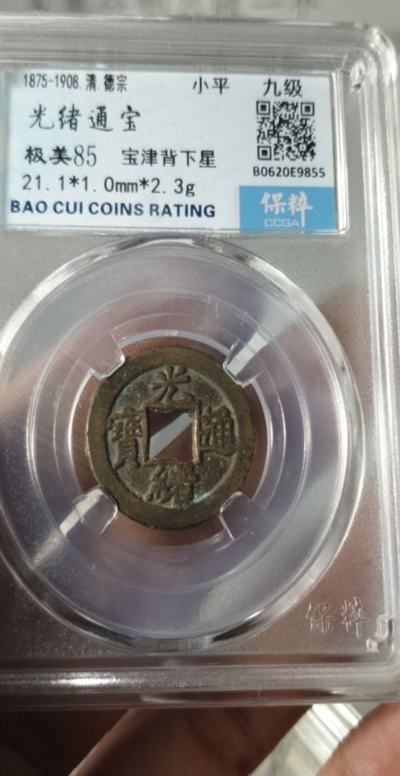 1875-1908.清.德宗 小平 九级
光绪通宝
极美85 宝津背下星
B0620E9855
21.1*1.0mm*2.3g
保粹
CCGA
BAO CUI COINS RATING
光
寶 通
緒
保粹